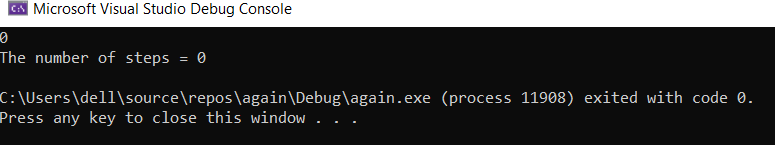 Microsoft Visual Studio Debug Console
0
The number of steps = 0
C:\Users\dell\source\repos\again\Debug\again.exe (process 11908) exited with code 0.
Press any key to close this window . . .